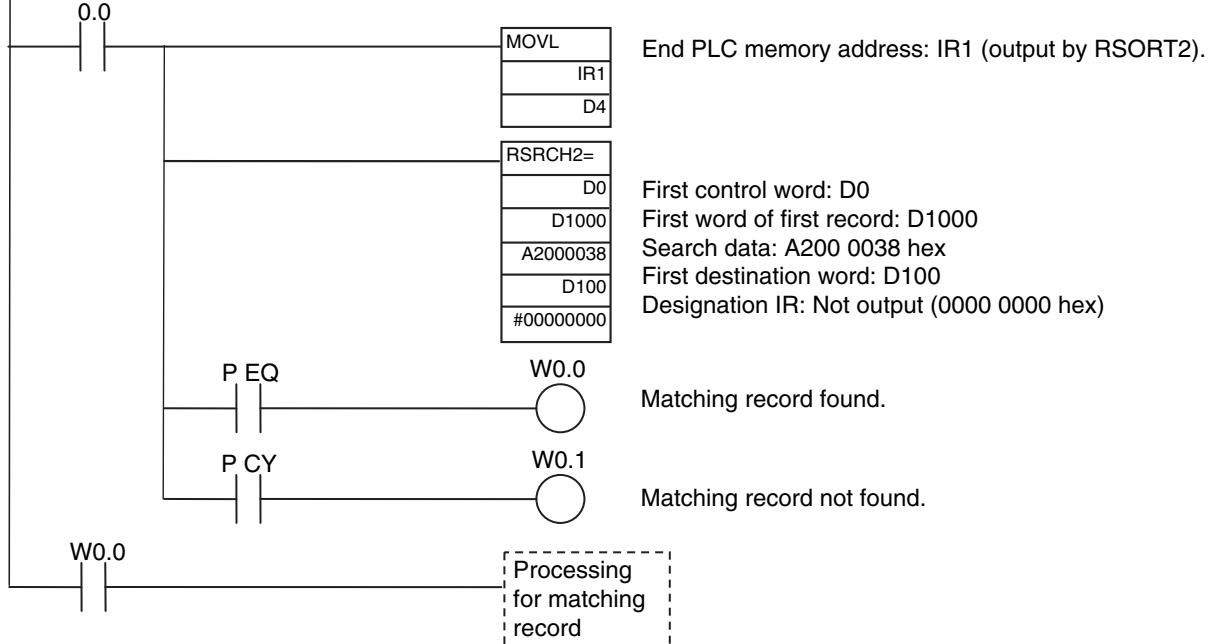 0.0
MOVL
IR1
D4
End PLC memory address: IR1 (output by RSORT2).
RSRCH2=
D0
D1000
A2000038
D100
#00000000
First control word: D0
First word of first record: D1000
Search data: A200 0038 hex
First destination word: D100
Designation IR: Not output (0000 0000 hex)
P EQ
W0.0
Matching record found.
P CY
W0.1
Matching record not found.
W0.0
Processing
for matching
record